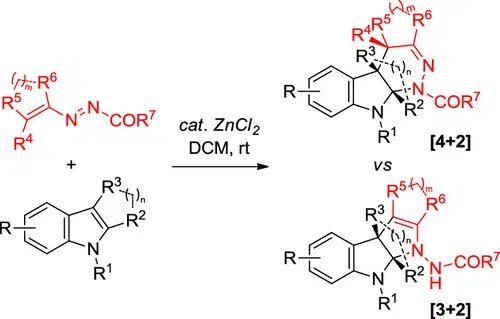 ( )m R⁶
R⁵
N N COR⁷
R⁴
+
R³ ( )n
R R²
N
R¹
cat. ZnCl₂
DCM, rt
R⁵ ( )m R⁶
R⁴
R³ ( )n N
N
R R² COR⁷
N
R¹ [4+2]
vs
R⁵ ( )m
R³ R⁶
( )n
N COR⁷
R R² N
N H
R¹ [3+2]